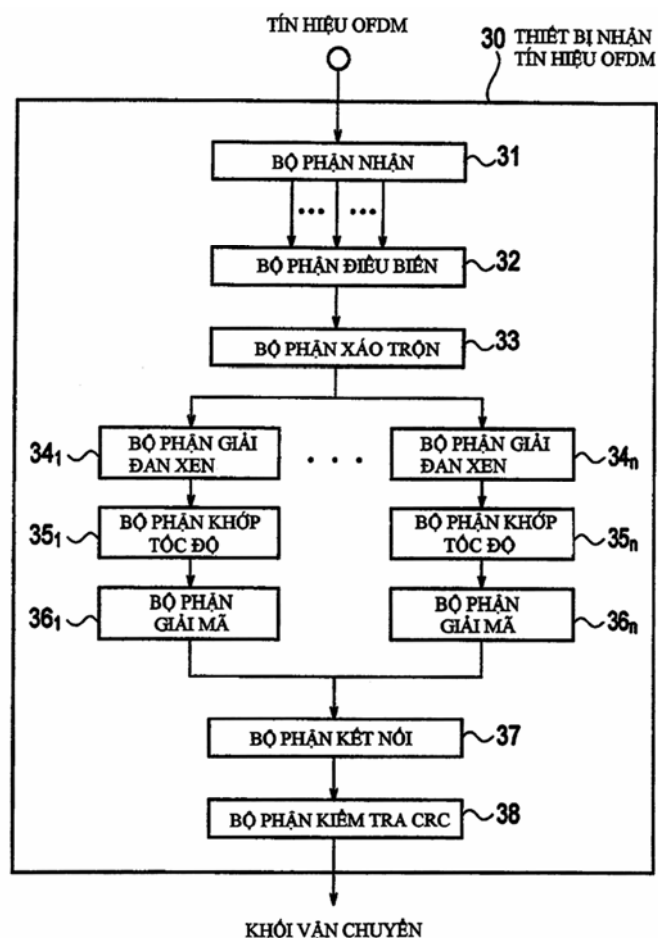 TÍN HIỆU OFDM
30 THIẾT BỊ NHẬN
TÍN HIỆU OFDM
BỘ PHẬN NHẬN
31
••• •••
BỘ PHẬN ĐIỀU BIẾN
32
BỘ PHẬN XÁO TRỘN
33
34₁
BỘ PHẬN GIẢI
ĐAN XEN
• • •
BỘ PHẬN GIẢI
ĐAN XEN
34ₙ
35₁
BỘ PHẬN KHỚP
TỐC ĐỘ
BỘ PHẬN KHỚP
TỐC ĐỘ
35ₙ
36₁
BỘ PHẬN
GIẢI MÃ
BỘ PHẬN
GIẢI MÃ
36ₙ
BỘ PHẬN KẾT NỐI
37
BỘ PHẬN KIỂM TRA CRC
38
KHỐI VẬN CHUYỂN